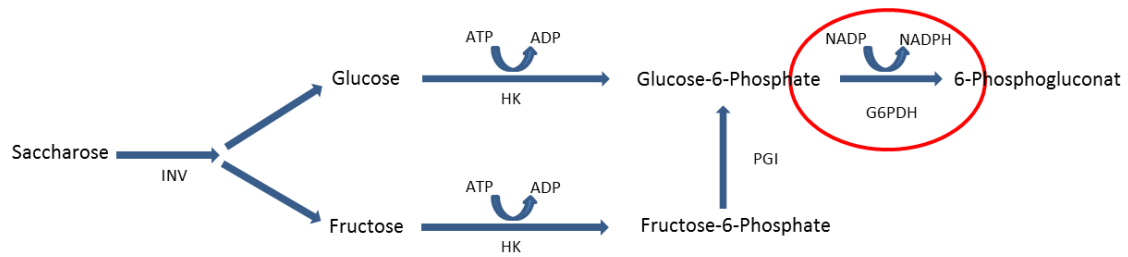 ATP ADP
NADP NADPH
Glucose Glucose-6-Phosphate 6-Phosphogluconat
HK
G6PDH
Saccharose
INV
PGI
ATP ADP
Fructose Fructose-6-Phosphate
HK